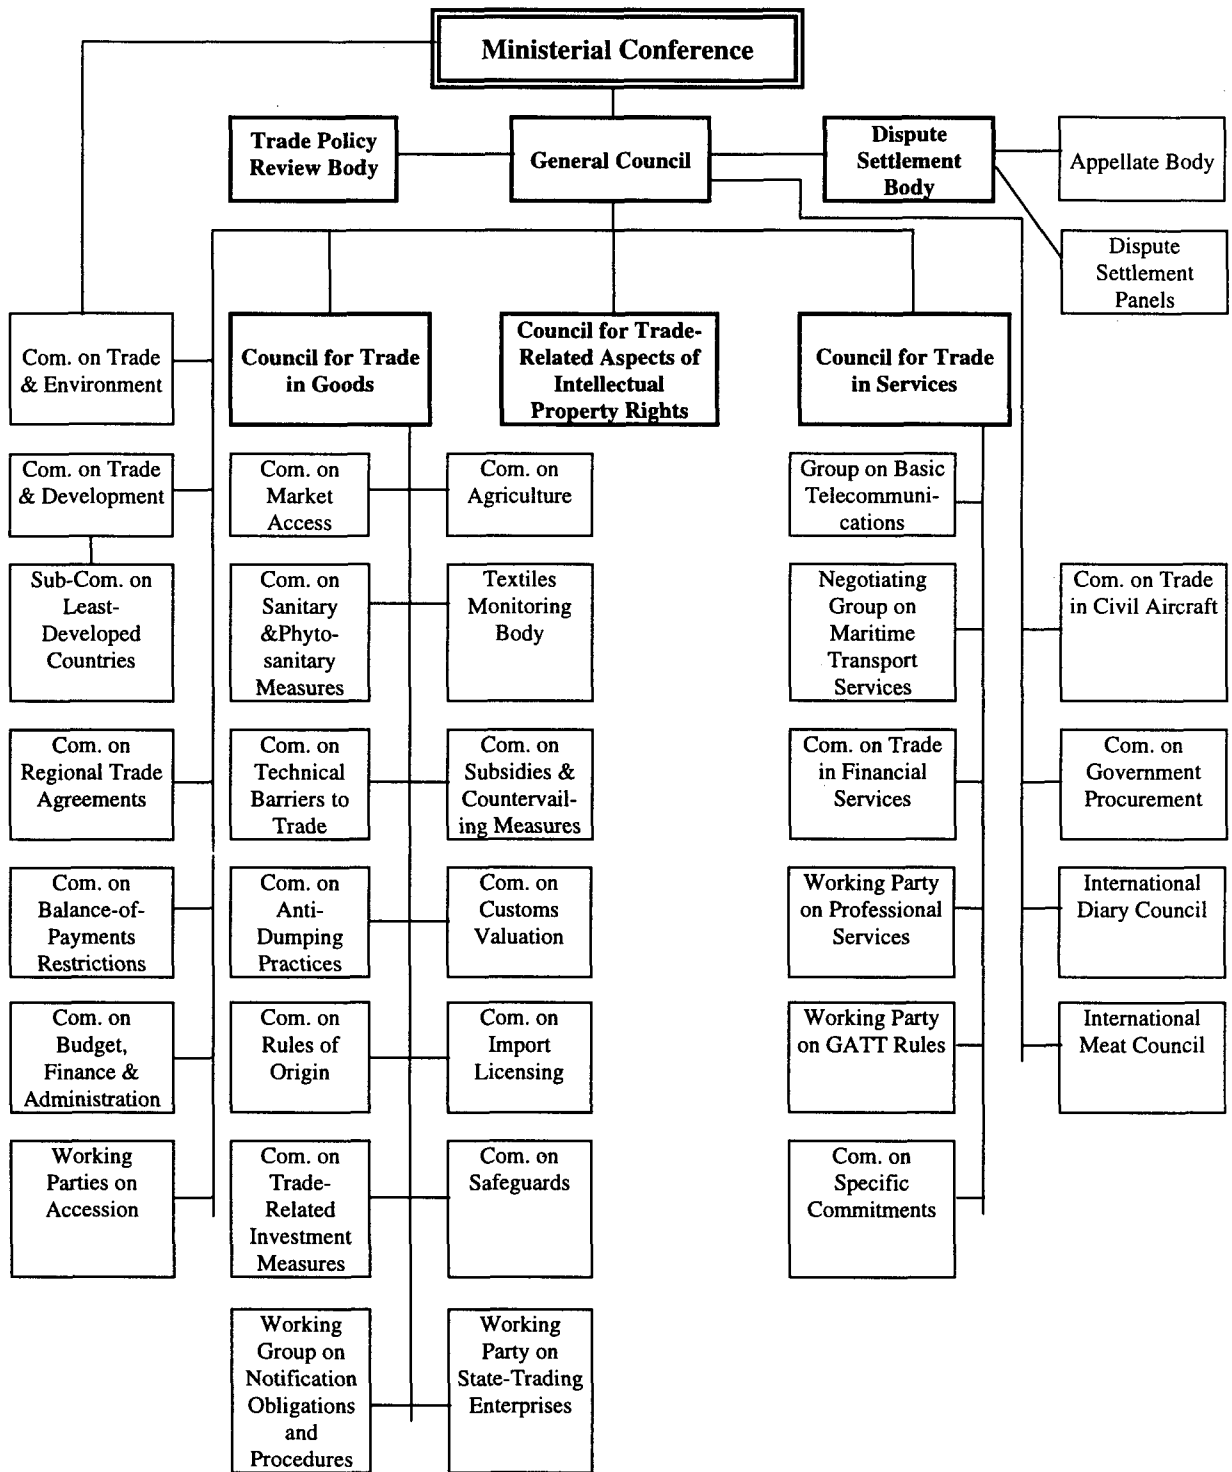 Ministerial Conference
Trade Policy
Review Body
General Council
Dispute
Settlement
Body
Appellate Body
Dispute
Settlement
Panels
Com. on Trade
& Environment
Council for Trade
in Goods
Council for Trade-
Related Aspects of
Intellectual
Property Rights
Council for Trade
in Services
Com. on Trade
& Development
Com. on
Market
Access
Com. on
Agriculture
Group on Basic
Telecommuni-
cations
Sub-Com. on
Least-
Developed
Countries
Com. on
Sanitary
&Phyto-
sanitary
Measures
Textiles
Monitoring
Body
Negotiating
Group on
Maritime
Transport
Services
Com. on Trade
in Civil Aircraft
Com. on
Regional Trade
Agreements
Com. on
Technical
Barriers to
Trade
Com. on
Subsidies &
Countervail-
ing Measures
Com. on Trade
in Financial
Services
Com. on
Government
Procurement
Com. on
Balance-of-
Payments
Restrictions
Com. on
Anti-
Dumping
Practices
Com. on
Customs
Valuation
Working Party
on Professional
Services
International
Diary Council
Com. on
Budget,
Finance &
Administration
Com. on
Rules of
Origin
Com. on
Import
Licensing
Working Party
on GATT Rules
International
Meat Council
Working
Parties on
Accession
Com. on
Trade-
Related
Investment
Measures
Com. on
Safeguards
Com. on
Specific
Commitments
Working
Group on
Notification
Obligations
and
Procedures
Working
Party on
State-Trading
Enterprises